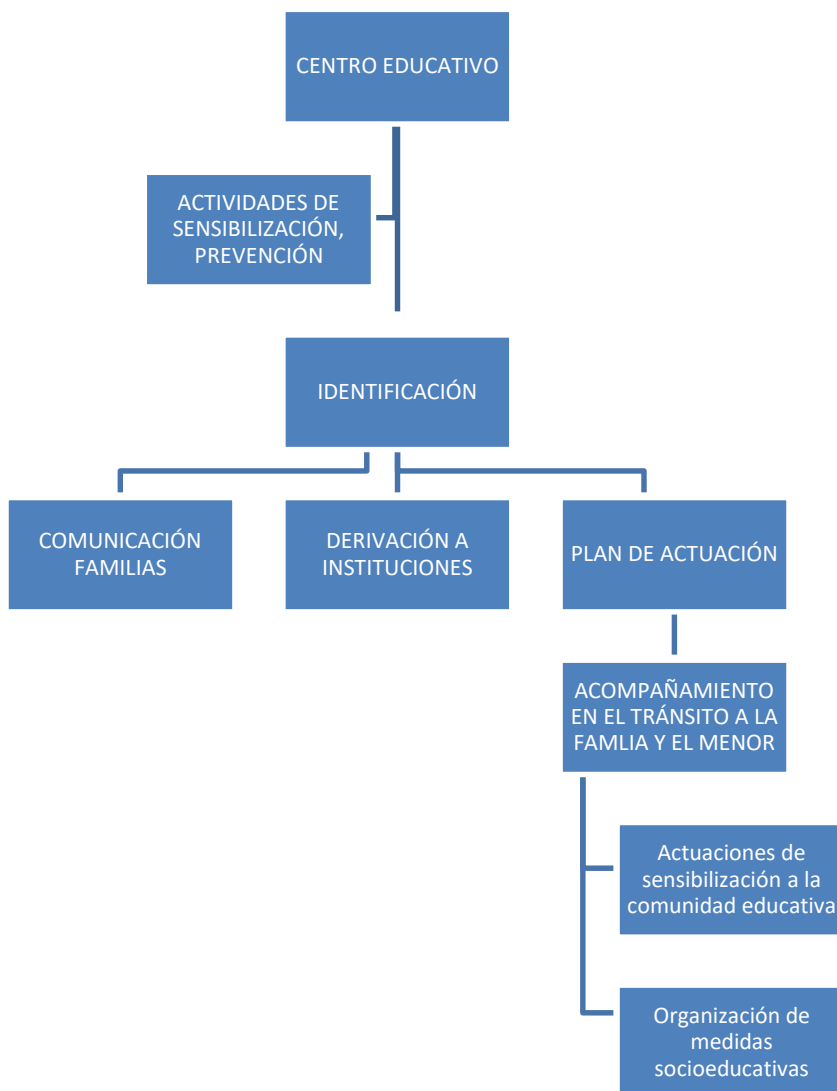 CENTRO EDUCATIVO
ACTIVIDADES DE
SENSIBILIZACIÓN,
PREVENCIÓN
IDENTIFICACIÓN
COMUNICACIÓN
FAMILIAS
DERIVACIÓN A
INSTITUCIONES
PLAN DE ACTUACIÓN
ACOMPAÑAMIENTO
EN EL TRÁNSITO A LA
FAMLIA Y EL MENOR
Actuaciones de
sensibilización a la
comunidad educativa
Organización de
medidas
socioeducativas